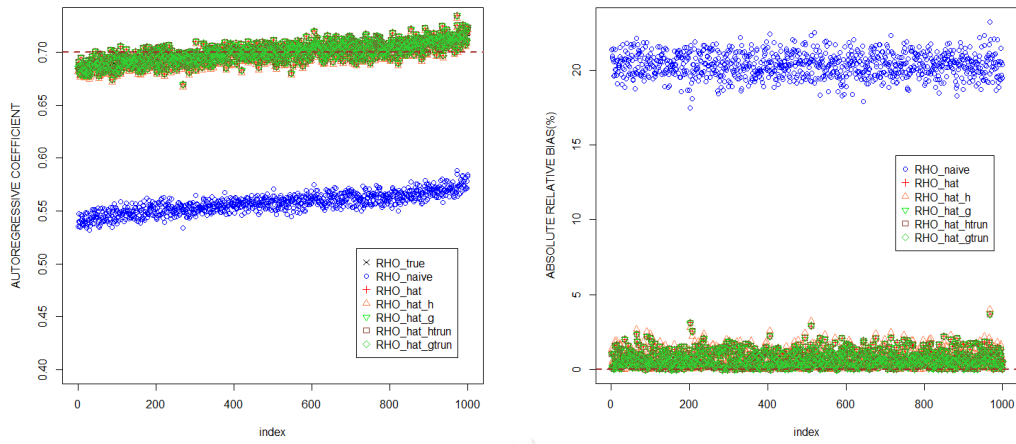 AUTOREGRESSIVE COEFFICIENT
0.70
0.65
0.60
0.55
0.50
0.45
0.40
0
200
400
600
800
1000
index
RHO_true
RHO_naive
RHO_hat
RHO_hat_h
RHO_hat_g
RHO_hat_htrun
RHO_hat_gtrun
ABSOLUTE RELATIVE BIAS(%)
20
15
10
5
0
0
200
400
600
800
1000
index
RHO_naive
RHO_hat
RHO_hat_h
RHO_hat_g
RHO_hat_htrun
RHO_hat_gtrun